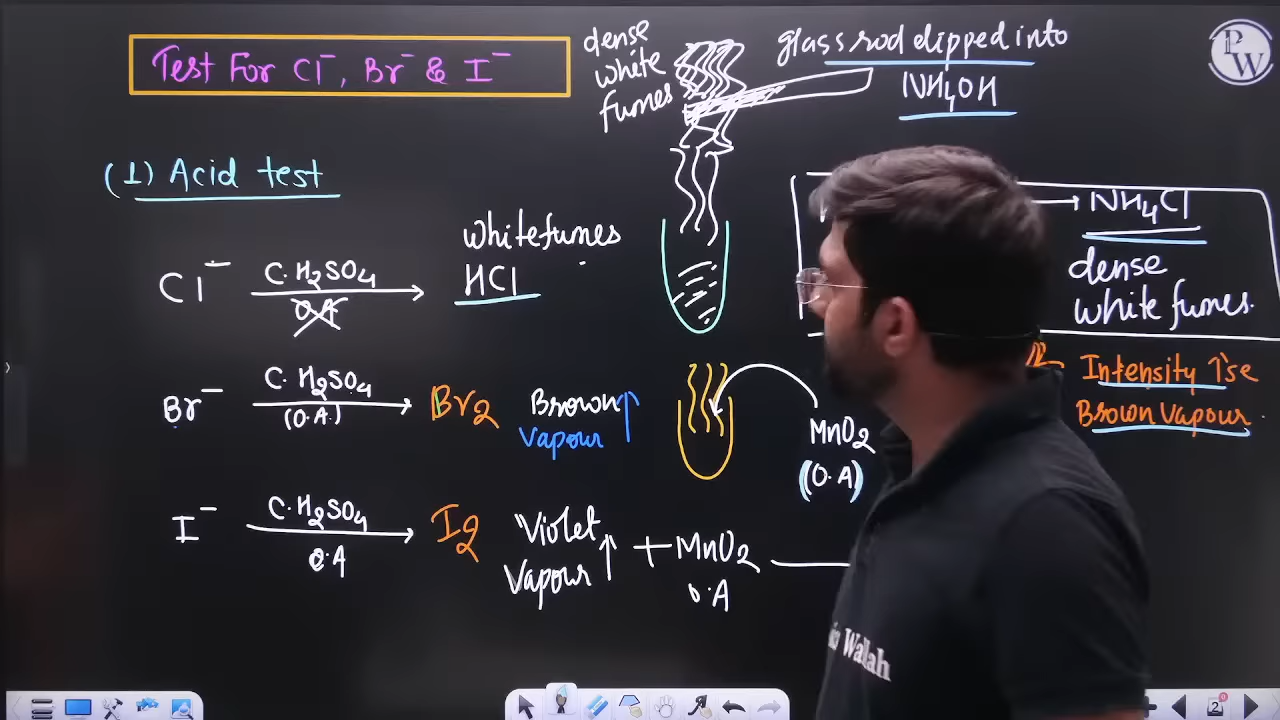 Test For Cl⁻, Br⁻ & I⁻
dense
white
fumes
glass rod dipped into
NH4OH
PW
(1) Acid test
Cl⁻ C.H2SO4 O.A white fumes HCl
NH4Cl
dense
white fumes.
Br⁻ C.H2SO4 (O.A.) Br2 Brown Vapour ↑
MnO2
(O.A)
Intensity ↑se
Brown Vapour
I⁻ C.H2SO4 O.A I2 Violet Vapour ↑ + MnO2 O.A
Wallah
2